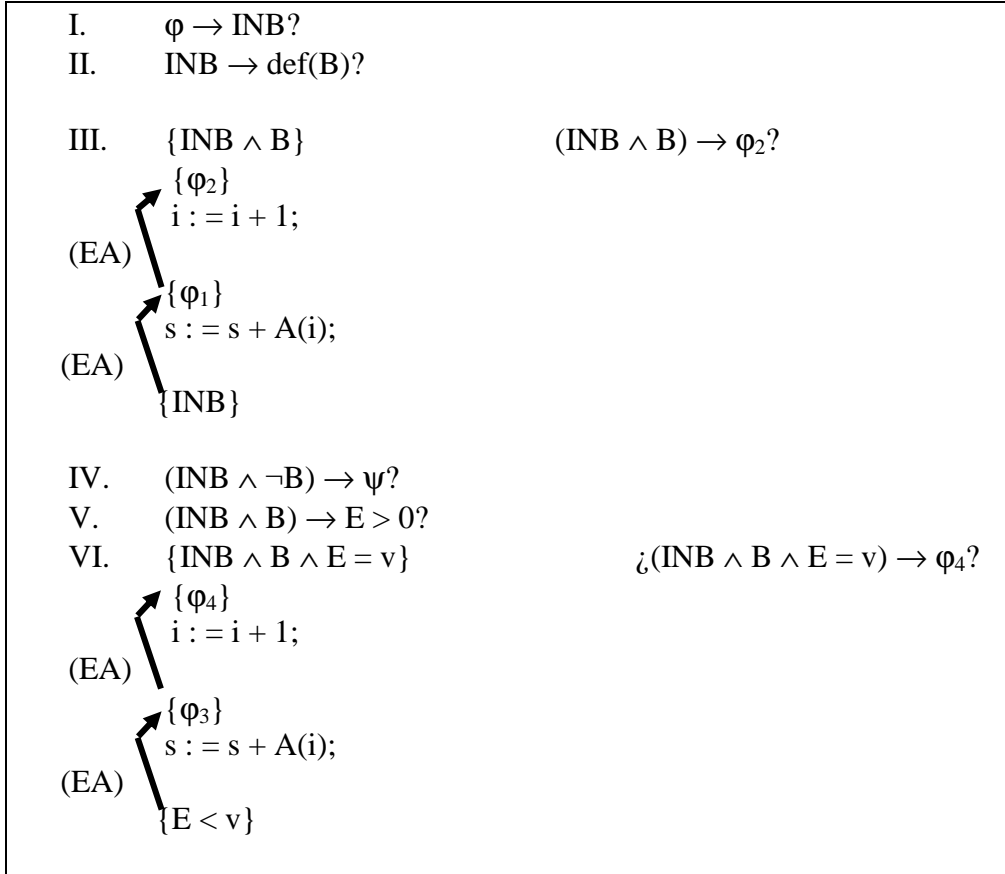 I. φ → INB?
II. INB → def(B)?
III. {INB ∧ B} (INB ∧ B) → φ₂?
{φ₂}
i : = i + 1;
(EA)
{φ₁}
s : = s + A(i);
(EA)
{INB}
IV. (INB ∧ ¬B) → ψ?
V. (INB ∧ B) → E > 0?
VI. {INB ∧ B ∧ E = v} ¿(INB ∧ B ∧ E = v) → φ₄?
{φ₄}
i : = i + 1;
(EA)
{φ₃}
s : = s + A(i);
(EA)
{E < v}